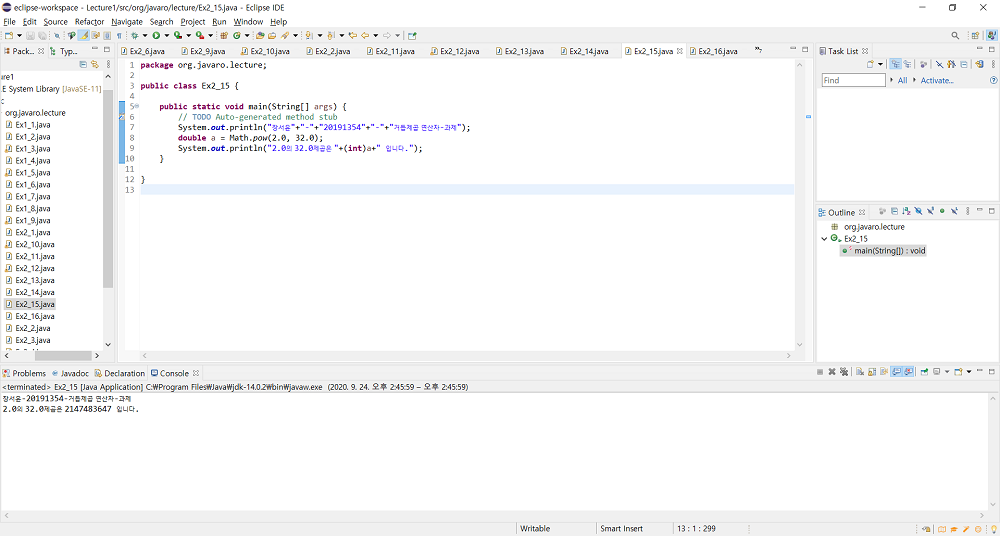 eclipse-workspace - Lecture1/src/org/javaro/lecture/Ex2_15.java - Eclipse IDE
File Edit Source Refactor Navigate Search Project Run Window Help
Pack... Typ...
Ex2_6.java Ex2_9.java Ex2_10.java Ex2_2.java Ex2_11.java Ex2_12.java Ex2_13.java Ex2_14.java Ex2_15.java Ex2_16.java
Task List
Find All Activate...
ure1
E System Library [JavaSE-11]
c
org.javaro.lecture
Ex1_1.java
Ex1_2.java
Ex1_3.java
Ex1_4.java
Ex1_5.java
Ex1_6.java
Ex1_7.java
Ex1_8.java
Ex1_9.java
Ex2_1.java
Ex2_10.java
Ex2_11.java
Ex2_12.java
Ex2_13.java
Ex2_14.java
Ex2_15.java
Ex2_16.java
Ex2_2.java
Ex2_3.java
1 package org.javaro.lecture;
2
3 public class Ex2_15 {
4
5 public static void main(String[] args) {
6 // TODO Auto-generated method stub
7 System.out.println("장서윤"+"-"+"20191354"+"-"+"거듭제곱 연산자-과제");
8 double a = Math.pow(2.0, 32.0);
9 System.out.println("2.0의 32.0제곱은 "+(int)a+" 입니다.");
10 }
11
12 }
13
Outline
org.javaro.lecture
Ex2_15
main(String[]) : void
Problems Javadoc Declaration Console
<terminated> Ex2_15 [Java Application] C:₩Program Files₩Java₩jdk-14.0.2₩bin₩javaw.exe (2020. 9. 24. 오후 2:45:59 – 오후 2:45:59)
장서윤-20191354-거듭제곱 연산자-과제
2.0의 32.0제곱은 2147483647 입니다.
Writable Smart Insert 13 : 1 : 299